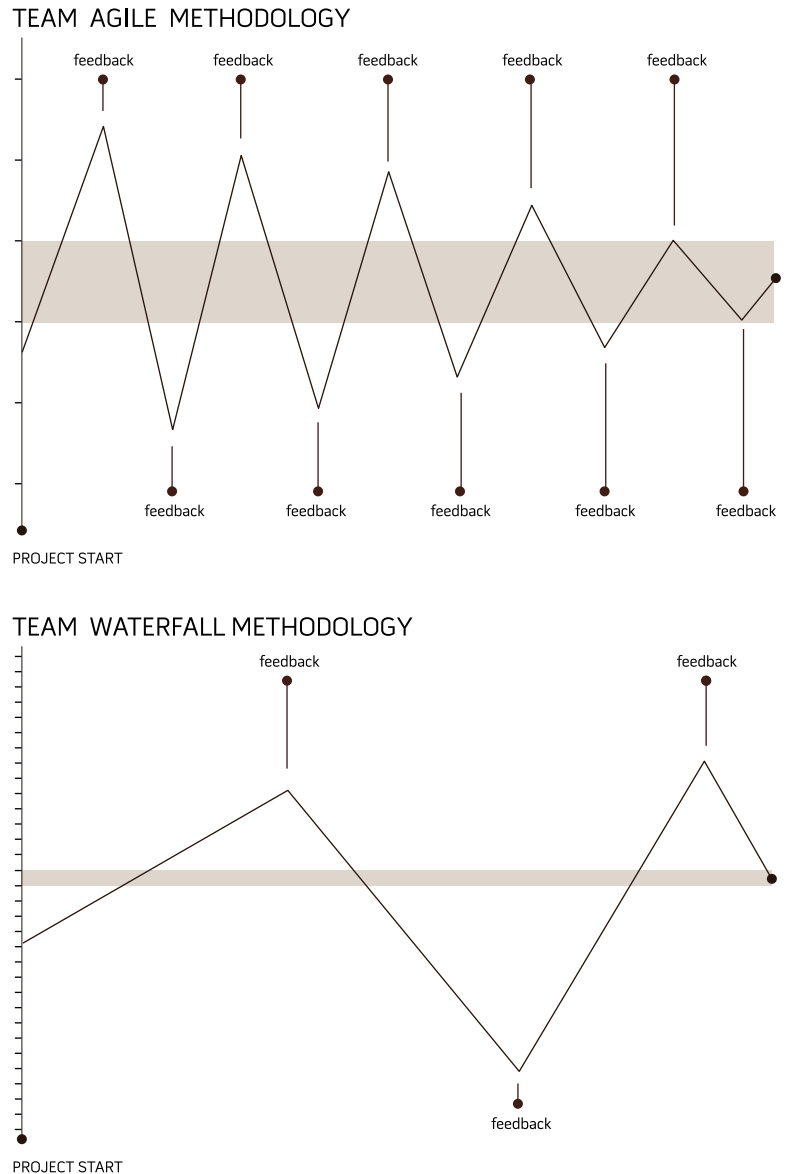 TEAM AGILE METHODOLOGY
feedback feedback feedback feedback feedback
feedback feedback feedback feedback feedback
PROJECT START
TEAM WATERFALL METHODOLOGY
feedback feedback
feedback
PROJECT START